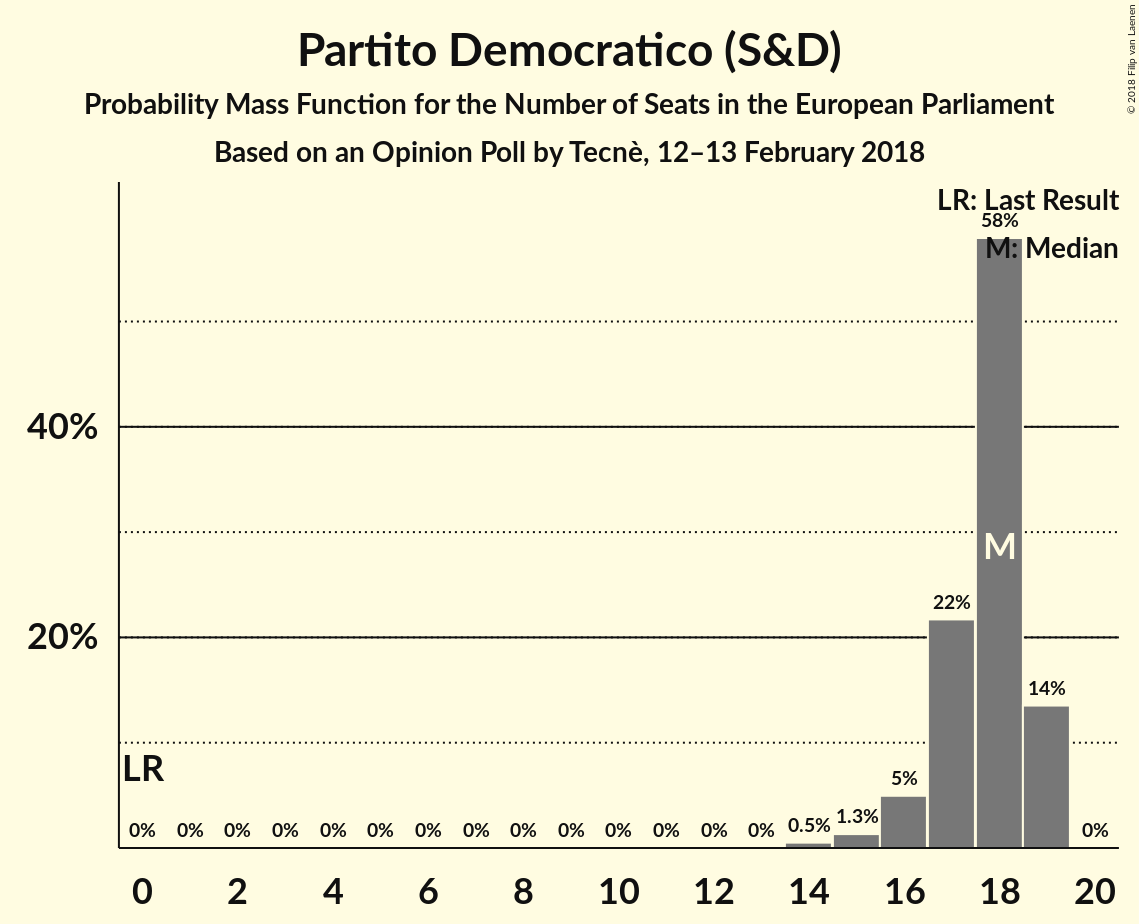 Partito Democratico (S&D)
Probability Mass Function for the Number of Seats in the European Parliament
Based on an Opinion Poll by Tecnè, 12–13 February 2018
© 2018 Filip van Laenen
LR: Last Result
58%
M: Median
40%
M
22%
20%
14%
LR
5%
0% 0% 0% 0% 0% 0% 0% 0% 0% 0% 0% 0% 0% 0% 0.5% 1.3% 0%
0 2 4 6 8 10 12 14 16 18 20